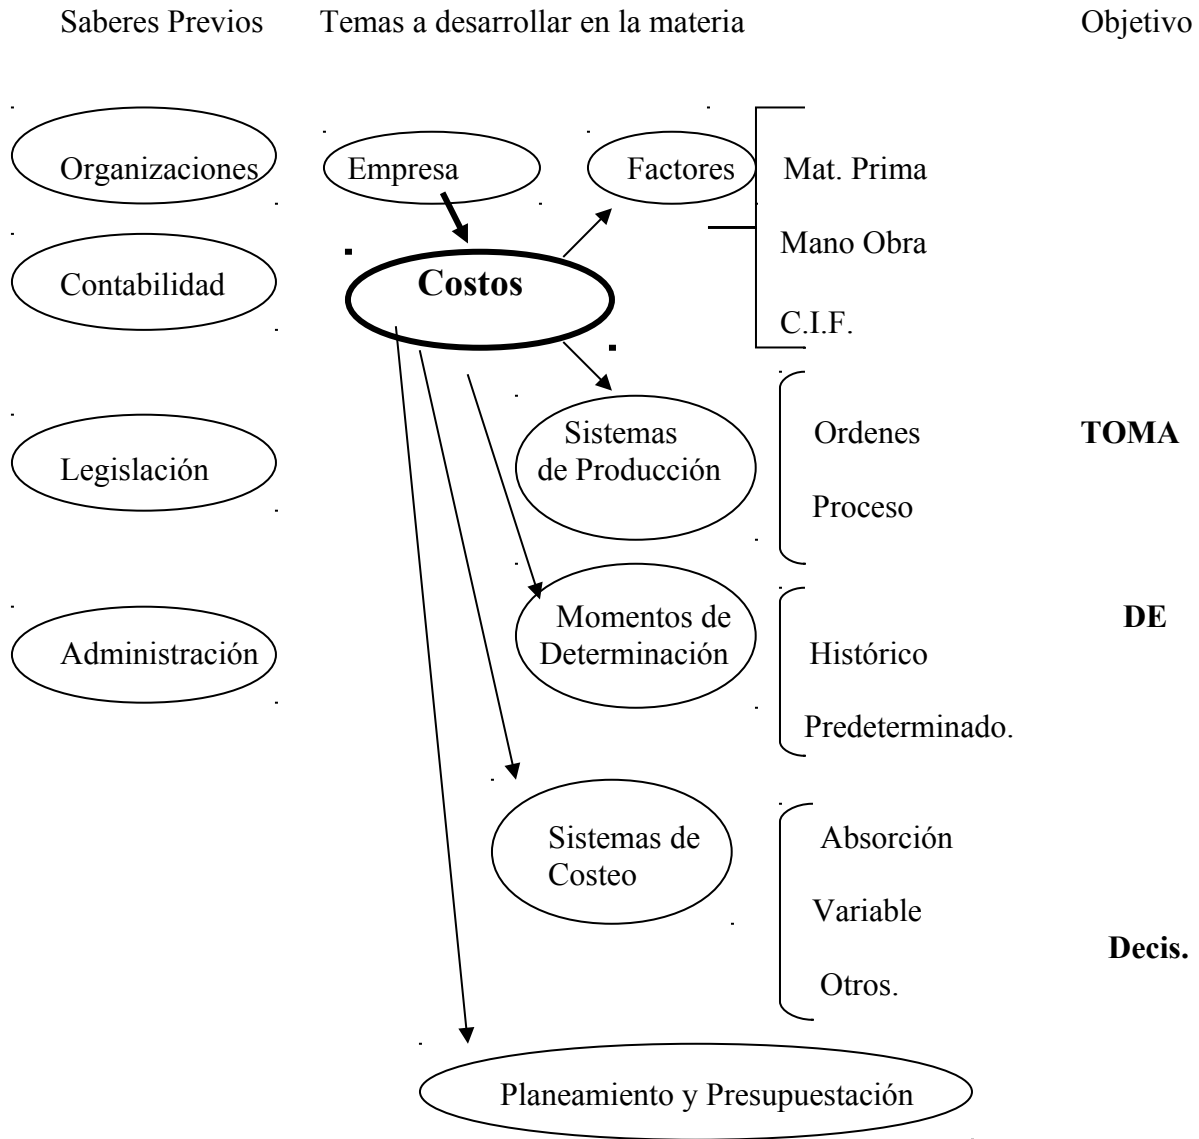 Saberes Previos
Temas a desarrollar en la materia
Objetivo
Organizaciones
Empresa
Factores
Mat. Prima
Mano Obra
Contabilidad
Costos
C.I.F.
Sistemas
de Producción
Ordenes
TOMA
Legislación
Proceso
Momentos de
Determinación
DE
Administración
Histórico
Predeterminado.
Sistemas de
Costeo
Absorción
Variable
Decis.
Otros.
Planeamiento y Presupuestación